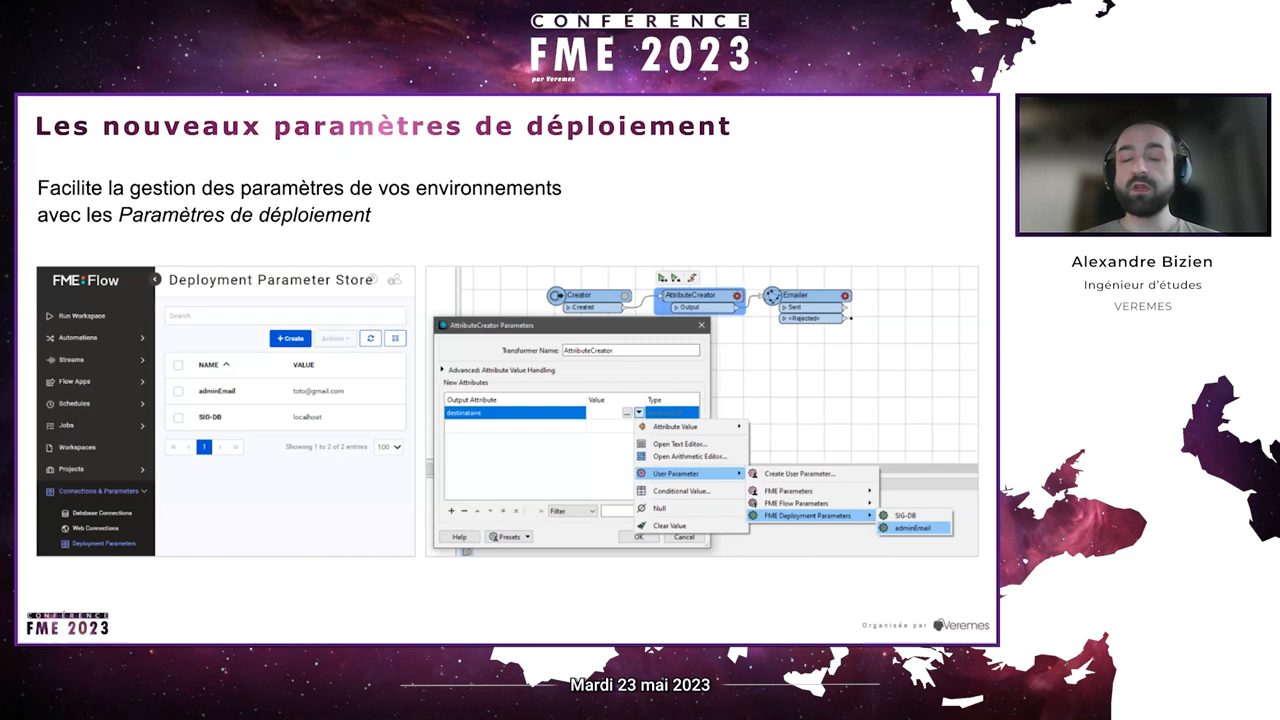 CONFÉRENCE
FME 2023
par Veremes
Les nouveaux paramètres de déploiement
Facilite la gestion des paramètres de vos environnements
avec les Paramètres de déploiement
FME Flow
Run Workspace
Automations
Streams
Flow Apps
Schedules
Jobs
Workspaces
Projects
Connections & Parameters
Database Connections
Web Connections
Deployment Parameters
Deployment Parameter Store
Search
+ Create
Actions
NAME
VALUE
adminEmail
toto@gmail.com
SIG-DB
localhost
1
Showing 1 to 2 of 2 entries
100
Creator
Created
AttributeCreator
Output
Emailer
Sent
<Rejected>
AttributeCreator Parameters
Transformer Name:
AttributeCreator
Advanced: Attribute Value Handling
New Attributes
Output Attribute
Value
Type
destinataire
...
Filter
Help
Presets
OK
Cancel
Attribute Value
Open Text Editor...
Open Arithmetic Editor...
User Parameter
Conditional Value...
Null
Clear Value
Create User Parameter...
FME Parameters
FME Flow Parameters
FME Deployment Parameters
SIG-DB
adminEmail
CONFÉRENCE
FME 2023
Organisée par Veremes
Alexandre Bizien
Ingénieur d'études
VEREMES
Mardi 23 mai 2023